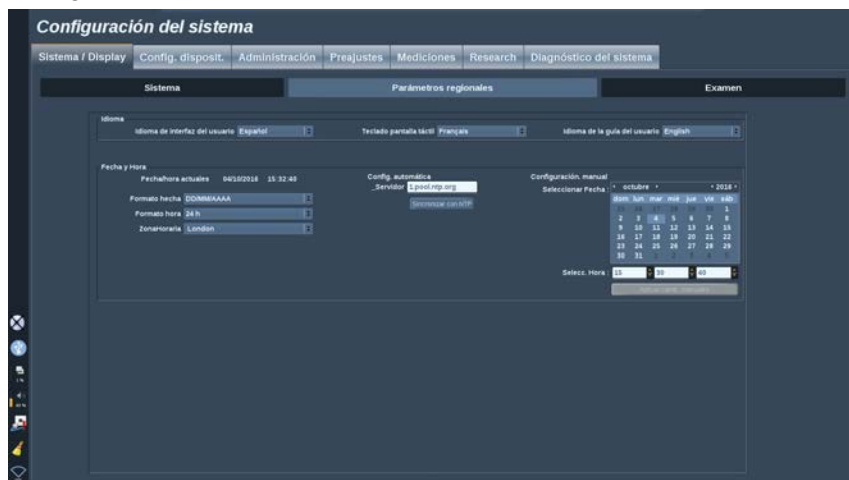 Configuración del sistema
Sistema / Display Config. disposit. Administración Preajustes Mediciones Research Diagnóstico del sistema
Sistema Parámetros regionales Examen
Idioma
Idioma de interfaz del usuario Español Teclado pantalla táctil Français Idioma de la guía del usuario English
Fecha y Hora
Fecha/hora actuales 04/10/2016 15:32:40 Config. automática Configuración. manual
_Servidor 1.pool.ntp.org Seleccionar Fecha : octubre 2016
Formato hecha DD/MM/AAAA Sincronizar con NTP dom lun mar mié jue vie sáb
Formato hora 24 h 1
ZonaHoraria London 2 3 4 5 6 7 8
9 10 11 12 13 14 15
16 17 18 19 20 21 22
23 24 25 26 27 28 29
30 31
Selecc. Hora : 15 30 40